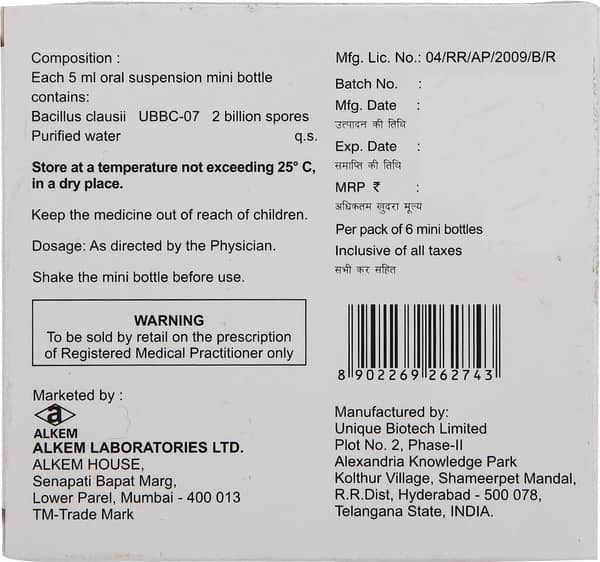 Composition :
Each 5 ml oral suspension mini bottle
contains:
Bacillus clausii UBBC-07 2 billion spores
Purified water q.s.
Store at a temperature not exceeding 25° C,
in a dry place.
Keep the medicine out of reach of children.
Dosage: As directed by the Physician.
Shake the mini bottle before use.
WARNING
To be sold by retail on the prescription
of Registered Medical Practitioner only
Marketed by :
a
ALKEM
ALKEM LABORATORIES LTD.
ALKEM HOUSE,
Senapati Bapat Marg,
Lower Parel, Mumbai - 400 013
TM-Trade Mark
Mfg. Lic. No.: 04/RR/AP/2009/B/R
Batch No. :
Mfg. Date :
उत्पादन की तिथि
Exp. Date :
समाप्ति की तिथि
MRP ₹ :
अधिकतम खुदरा मूल्य
Per pack of 6 mini bottles
Inclusive of all taxes
सभी कर सहित
8 902269 262743
Manufactured by:
Unique Biotech Limited
Plot No. 2, Phase-II
Alexandria Knowledge Park
Kolthur Village, Shameerpet Mandal,
R.R.Dist, Hyderabad - 500 078,
Telangana State, INDIA.